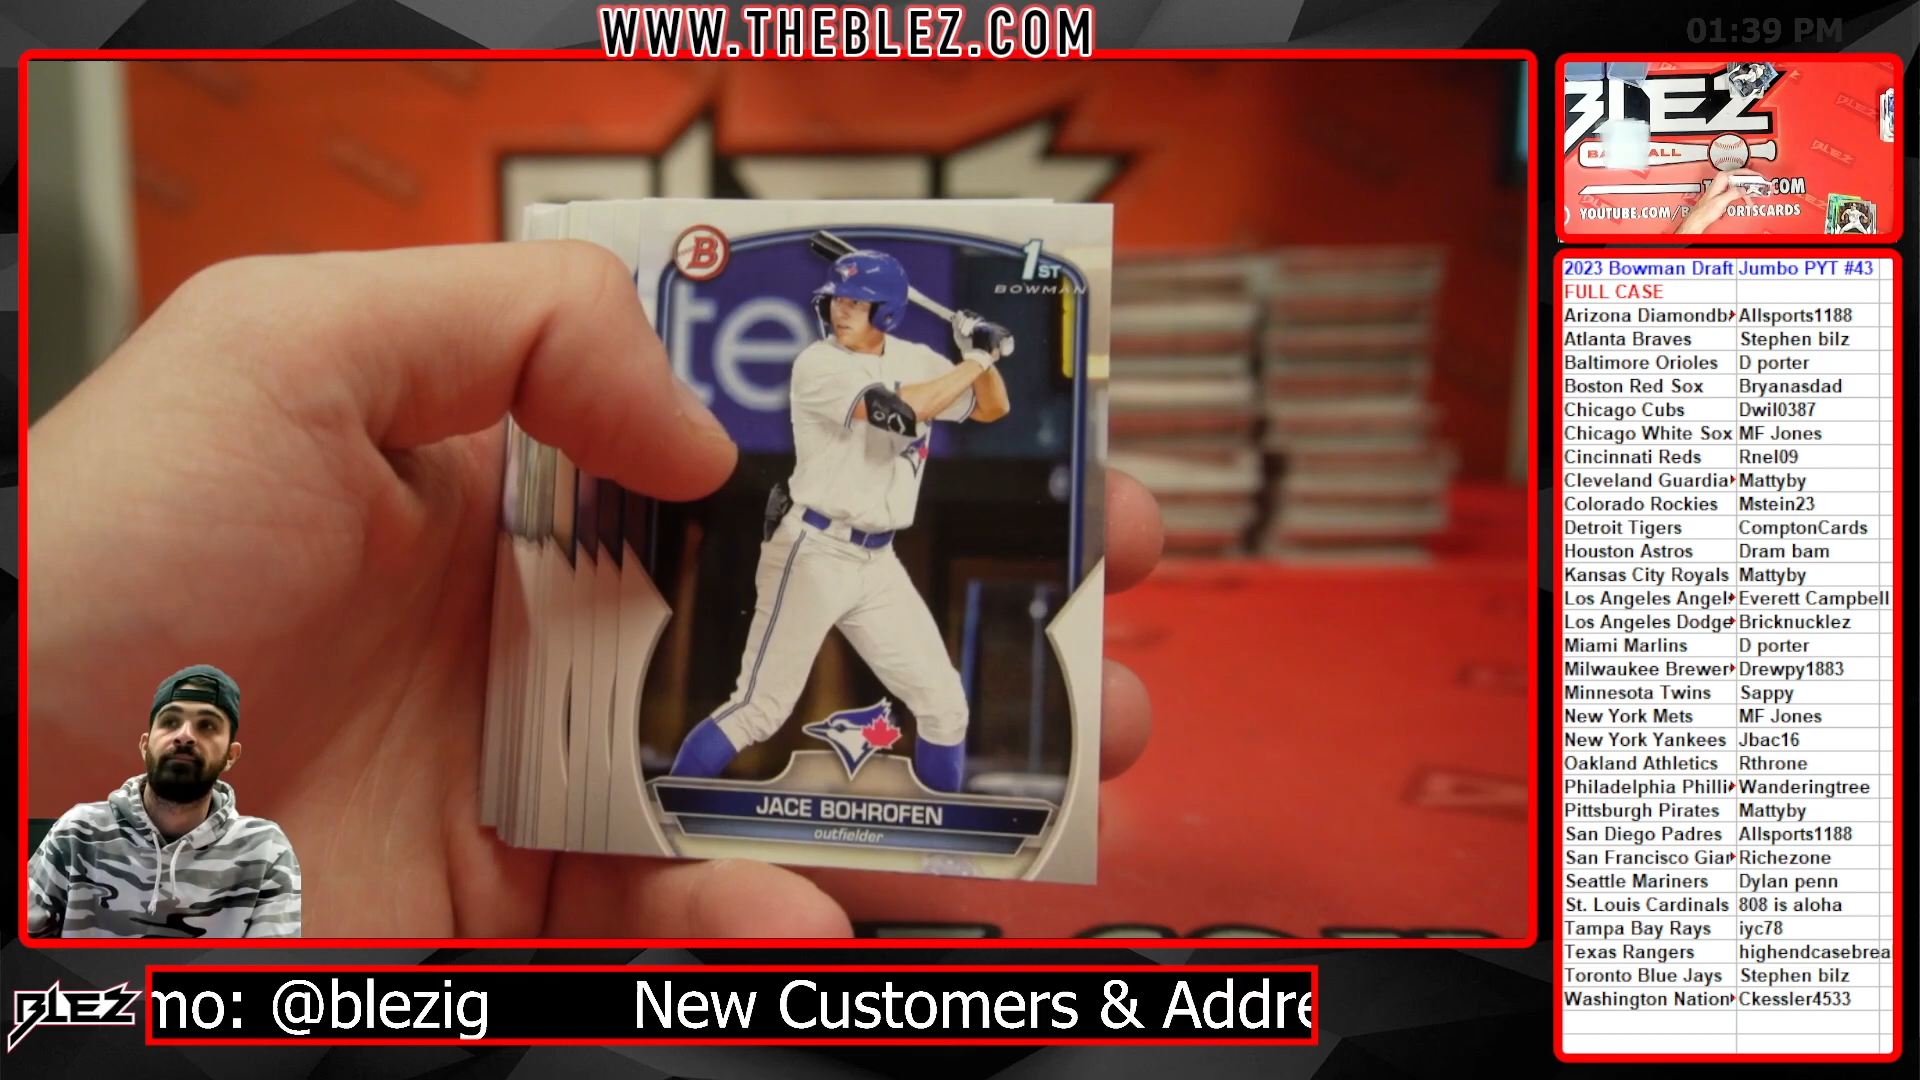 WWW.THEBLEZ.COM
01:39 PM
B
1ST
BOWMAN
te
JACE BOHROFEN
outfielder
BLEZ
YOUTUBE.COM/
ORTSCARDS
2023 Bowman Draft Jumbo PYT #43
FULL CASE
Arizona Diamondb Allsports1188
Atlanta Braves Stephen bilz
Baltimore Orioles D porter
Boston Red Sox Bryanasdad
Chicago Cubs Dwil0387
Chicago White Sox MF Jones
Cincinnati Reds Rnel09
Cleveland Guardia Mattyby
Colorado Rockies Mstein23
Detroit Tigers ComptonCards
Houston Astros Dram bam
Kansas City Royals Mattyby
Los Angeles Angel Everett Campbell
Los Angeles Dodge Bricknucklez
Miami Marlins D porter
Milwaukee Brewer Drewpy1883
Minnesota Twins Sappy
New York Mets MF Jones
New York Yankees Jbac16
Oakland Athletics Rthrone
Philadelphia Philli Wanderingtree
Pittsburgh Pirates Mattyby
San Diego Padres Allsports1188
San Francisco Giar Richezone
Seattle Mariners Dylan penn
St. Louis Cardinals 808 is aloha
Tampa Bay Rays iyc78
Texas Rangers highendcasebrea
Toronto Blue Jays Stephen bilz
Washington Nation Ckessler4533
BLEZ
mo: @blezig New Customers & Addre